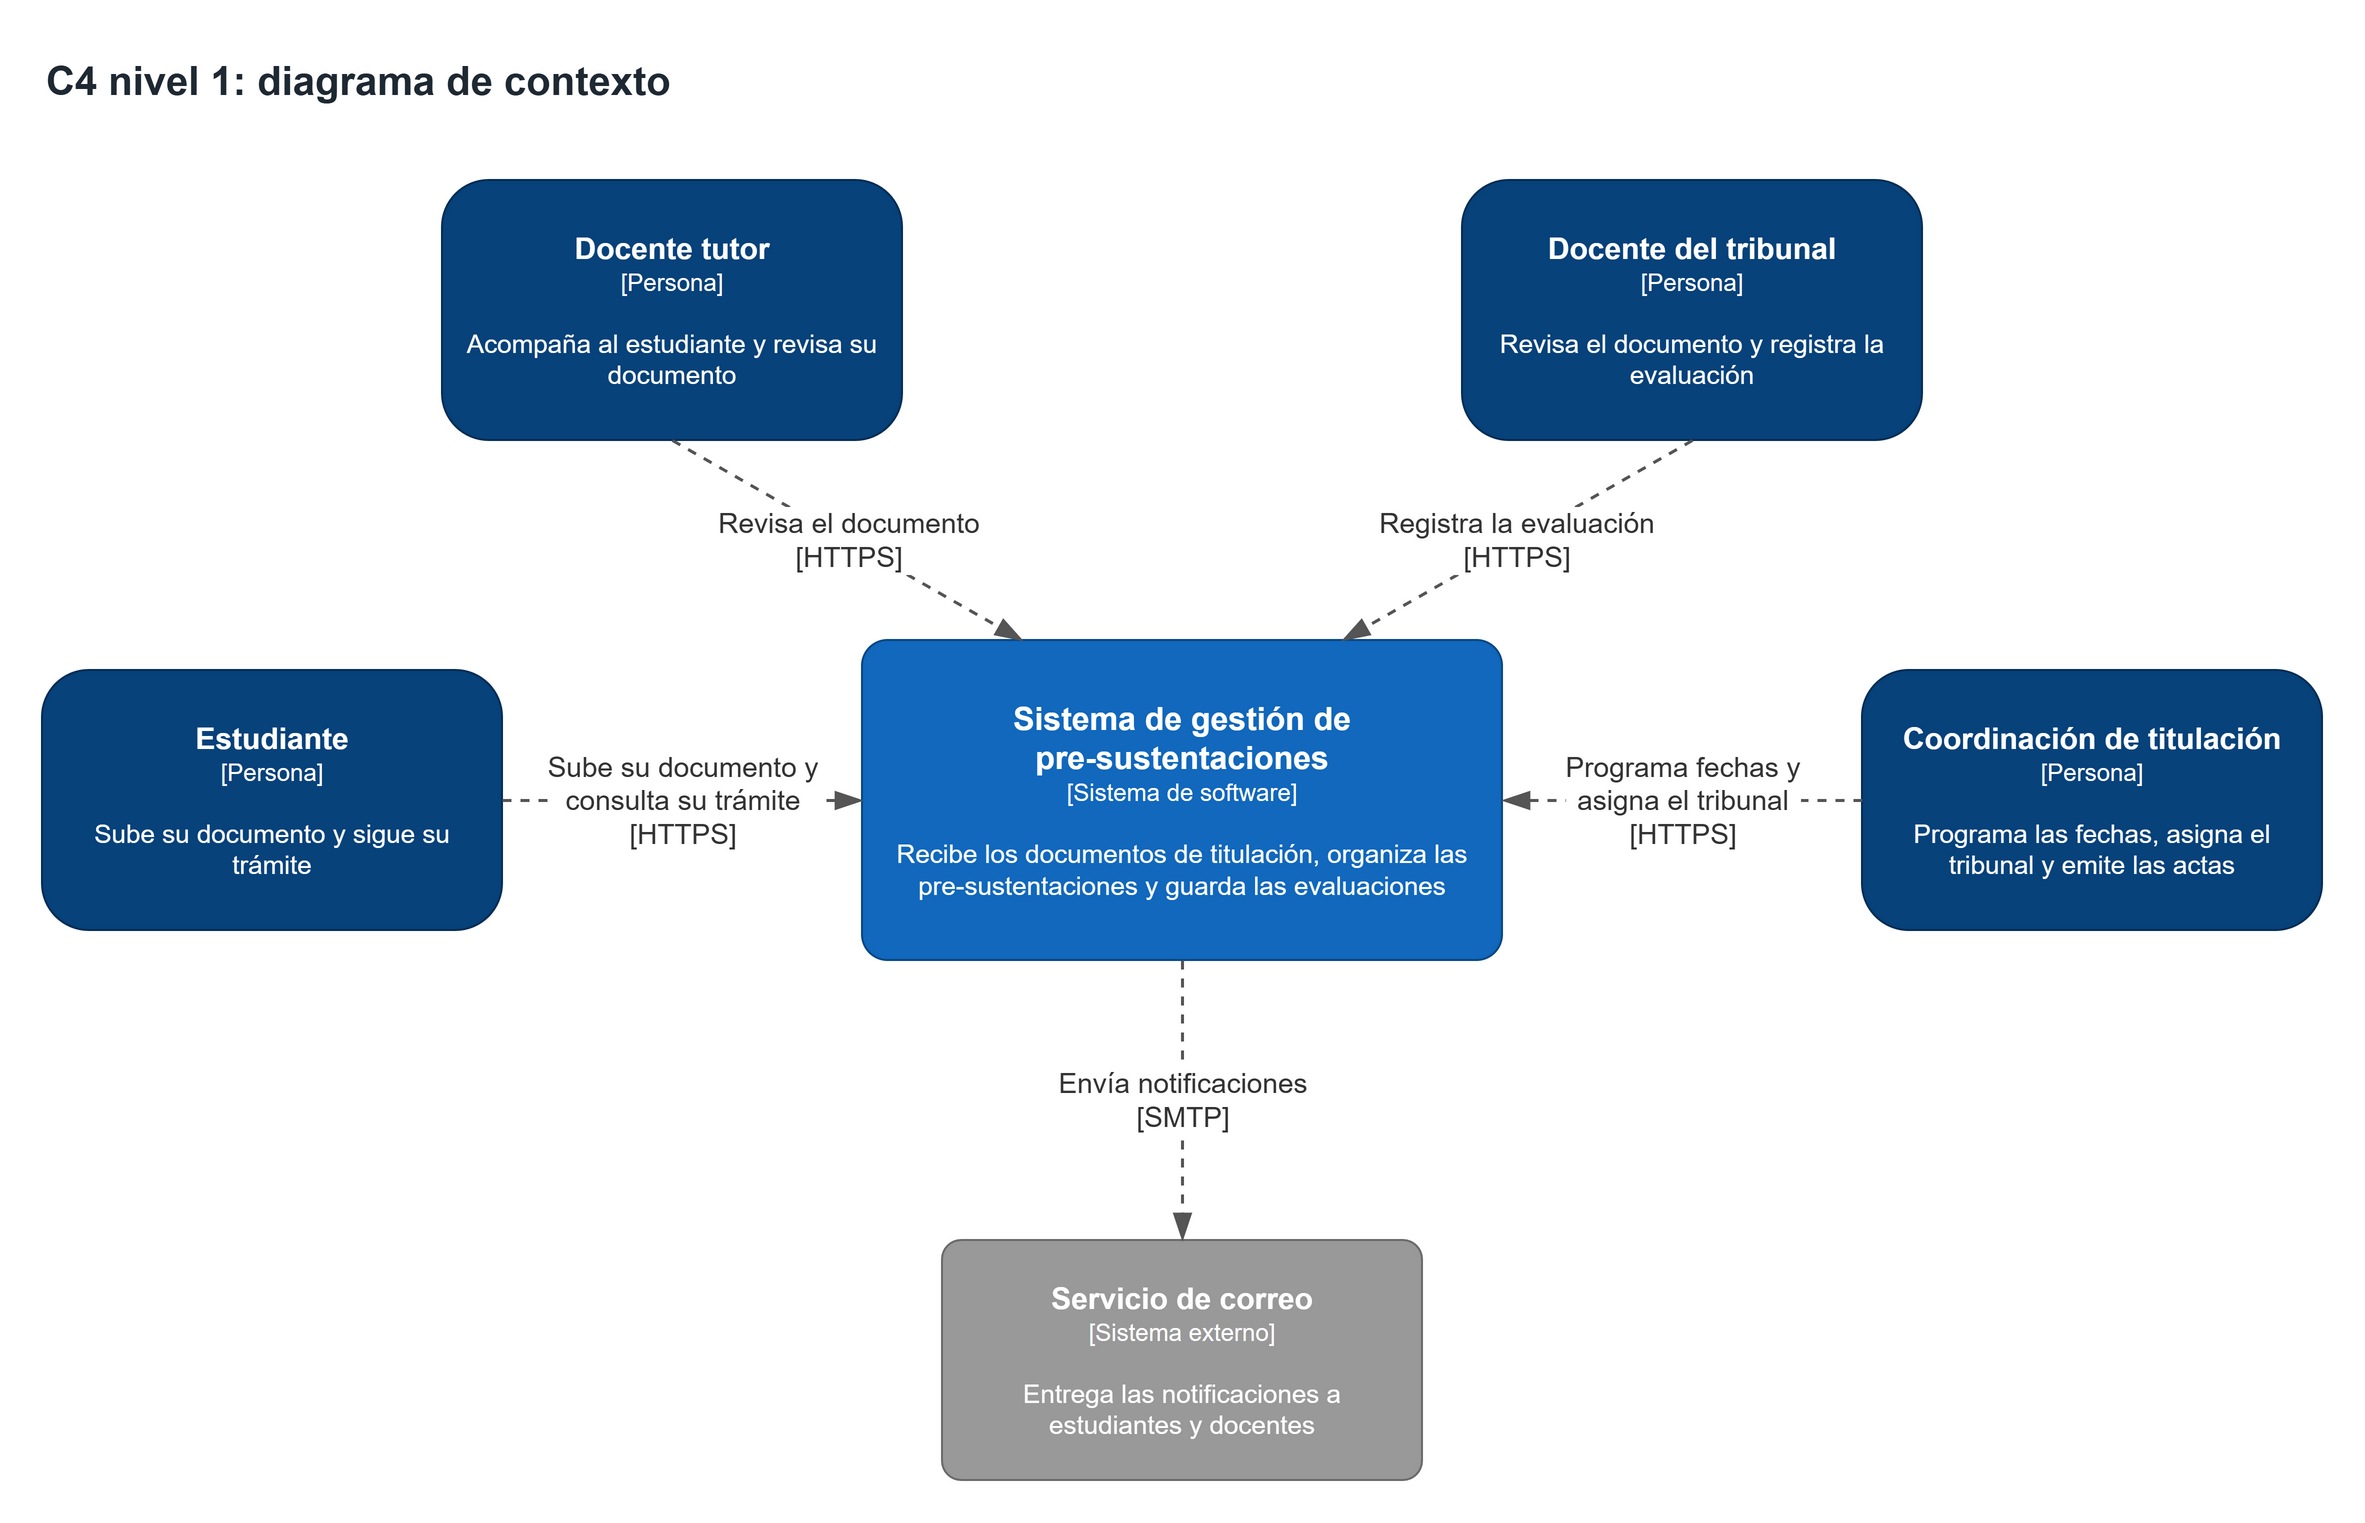 C4 nivel 1: diagrama de contexto
Docente tutor
[Persona]
Acompaña al estudiante y revisa su
documento
Docente del tribunal
[Persona]
Revisa el documento y registra la
evaluación
Revisa el documento
[HTTPS]
Registra la evaluación
[HTTPS]
Estudiante
[Persona]
Sube su documento y sigue su
trámite
Sube su documento y
consulta su trámite
[HTTPS]
Sistema de gestión de
pre-sustentaciones
[Sistema de software]
Recibe los documentos de titulación, organiza las
pre-sustentaciones y guarda las evaluaciones
Programa fechas y
asigna el tribunal
[HTTPS]
Coordinación de titulación
[Persona]
Programa las fechas, asigna el
tribunal y emite las actas
Envía notificaciones
[SMTP]
Servicio de correo
[Sistema externo]
Entrega las notificaciones a
estudiantes y docentes